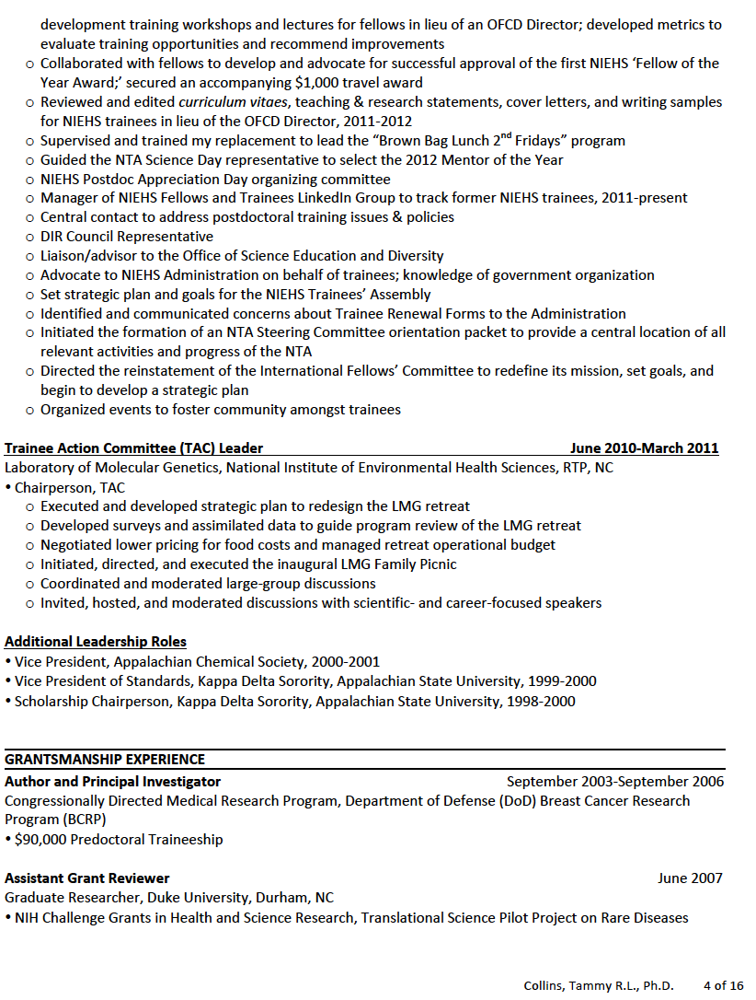 development training workshops and lectures for fellows in lieu of an OFCD Director; developed metrics to
evaluate training opportunities and recommend improvements
o Collaborated with fellows to develop and advocate for successful approval of the first NIEHS ‘Fellow of the
Year Award;’ secured an accompanying $1,000 travel award
o Reviewed and edited curriculum vitaes, teaching & research statements, cover letters, and writing samples
for NIEHS trainees in lieu of the OFCD Director, 2011-2012
o Supervised and trained my replacement to lead the “Brown Bag Lunch 2nd Fridays” program
o Guided the NTA Science Day representative to select the 2012 Mentor of the Year
o NIEHS Postdoc Appreciation Day organizing committee
o Manager of NIEHS Fellows and Trainees LinkedIn Group to track former NIEHS trainees, 2011-present
o Central contact to address postdoctoral training issues & policies
o DIR Council Representative
o Liaison/advisor to the Office of Science Education and Diversity
o Advocate to NIEHS Administration on behalf of trainees; knowledge of government organization
o Set strategic plan and goals for the NIEHS Trainees’ Assembly
o Identified and communicated concerns about Trainee Renewal Forms to the Administration
o Initiated the formation of an NTA Steering Committee orientation packet to provide a central location of all
relevant activities and progress of the NTA
o Directed the reinstatement of the International Fellows’ Committee to redefine its mission, set goals, and
begin to develop a strategic plan
o Organized events to foster community amongst trainees
Trainee Action Committee (TAC) Leader June 2010-March 2011
Laboratory of Molecular Genetics, National Institute of Environmental Health Sciences, RTP, NC
• Chairperson, TAC
o Executed and developed strategic plan to redesign the LMG retreat
o Developed surveys and assimilated data to guide program review of the LMG retreat
o Negotiated lower pricing for food costs and managed retreat operational budget
o Initiated, directed, and executed the inaugural LMG Family Picnic
o Coordinated and moderated large-group discussions
o Invited, hosted, and moderated discussions with scientific- and career-focused speakers
Additional Leadership Roles
• Vice President, Appalachian Chemical Society, 2000-2001
• Vice President of Standards, Kappa Delta Sorority, Appalachian State University, 1999-2000
• Scholarship Chairperson, Kappa Delta Sorority, Appalachian State University, 1998-2000
GRANTSMANSHIP EXPERIENCE
Author and Principal Investigator September 2003-September 2006
Congressionally Directed Medical Research Program, Department of Defense (DoD) Breast Cancer Research
Program (BCRP)
• $90,000 Predoctoral Traineeship
Assistant Grant Reviewer June 2007
Graduate Researcher, Duke University, Durham, NC
• NIH Challenge Grants in Health and Science Research, Translational Science Pilot Project on Rare Diseases
Collins, Tammy R.L., Ph.D. 4 of 16